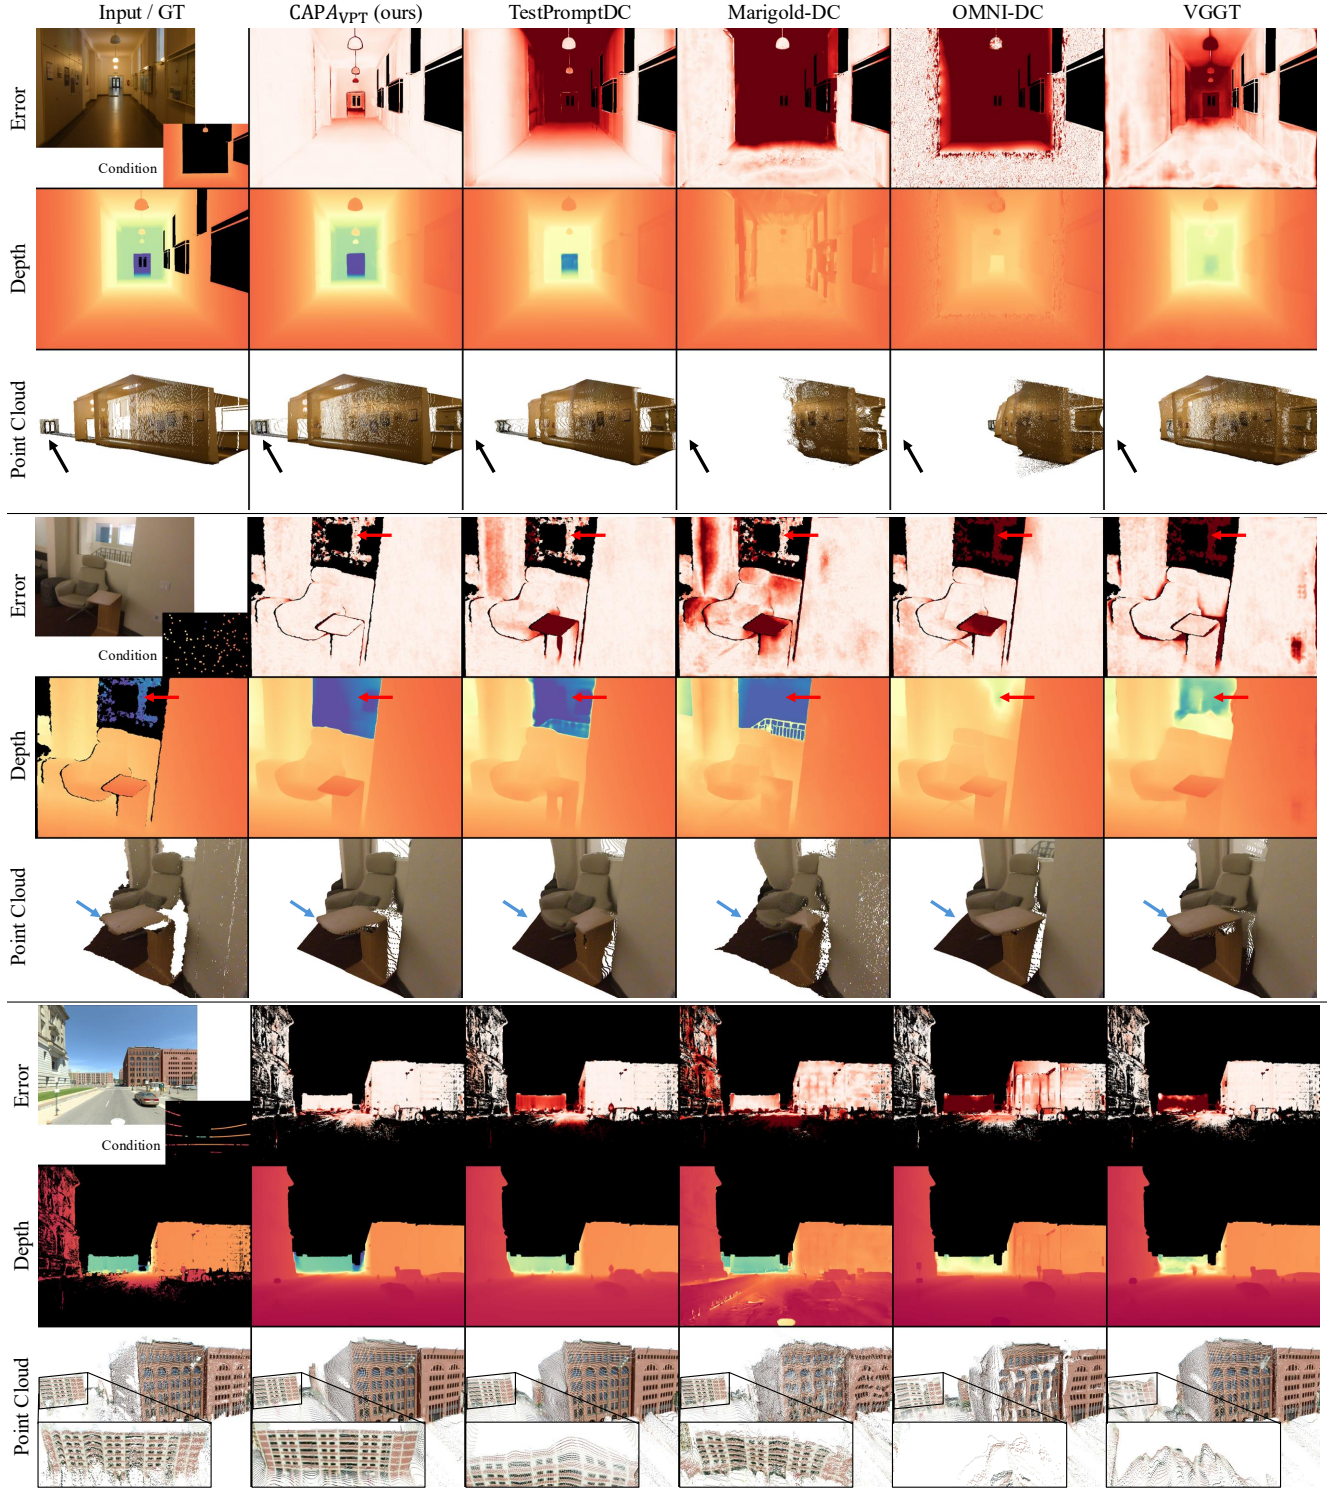 Input / GT
CAPA_VPT (ours)
TestPromptDC
Marigold-DC
OMNI-DC
VGGT
Error
Condition
Depth
Point Cloud
Error
Condition
Depth
Point Cloud
Error
Condition
Depth
Point Cloud